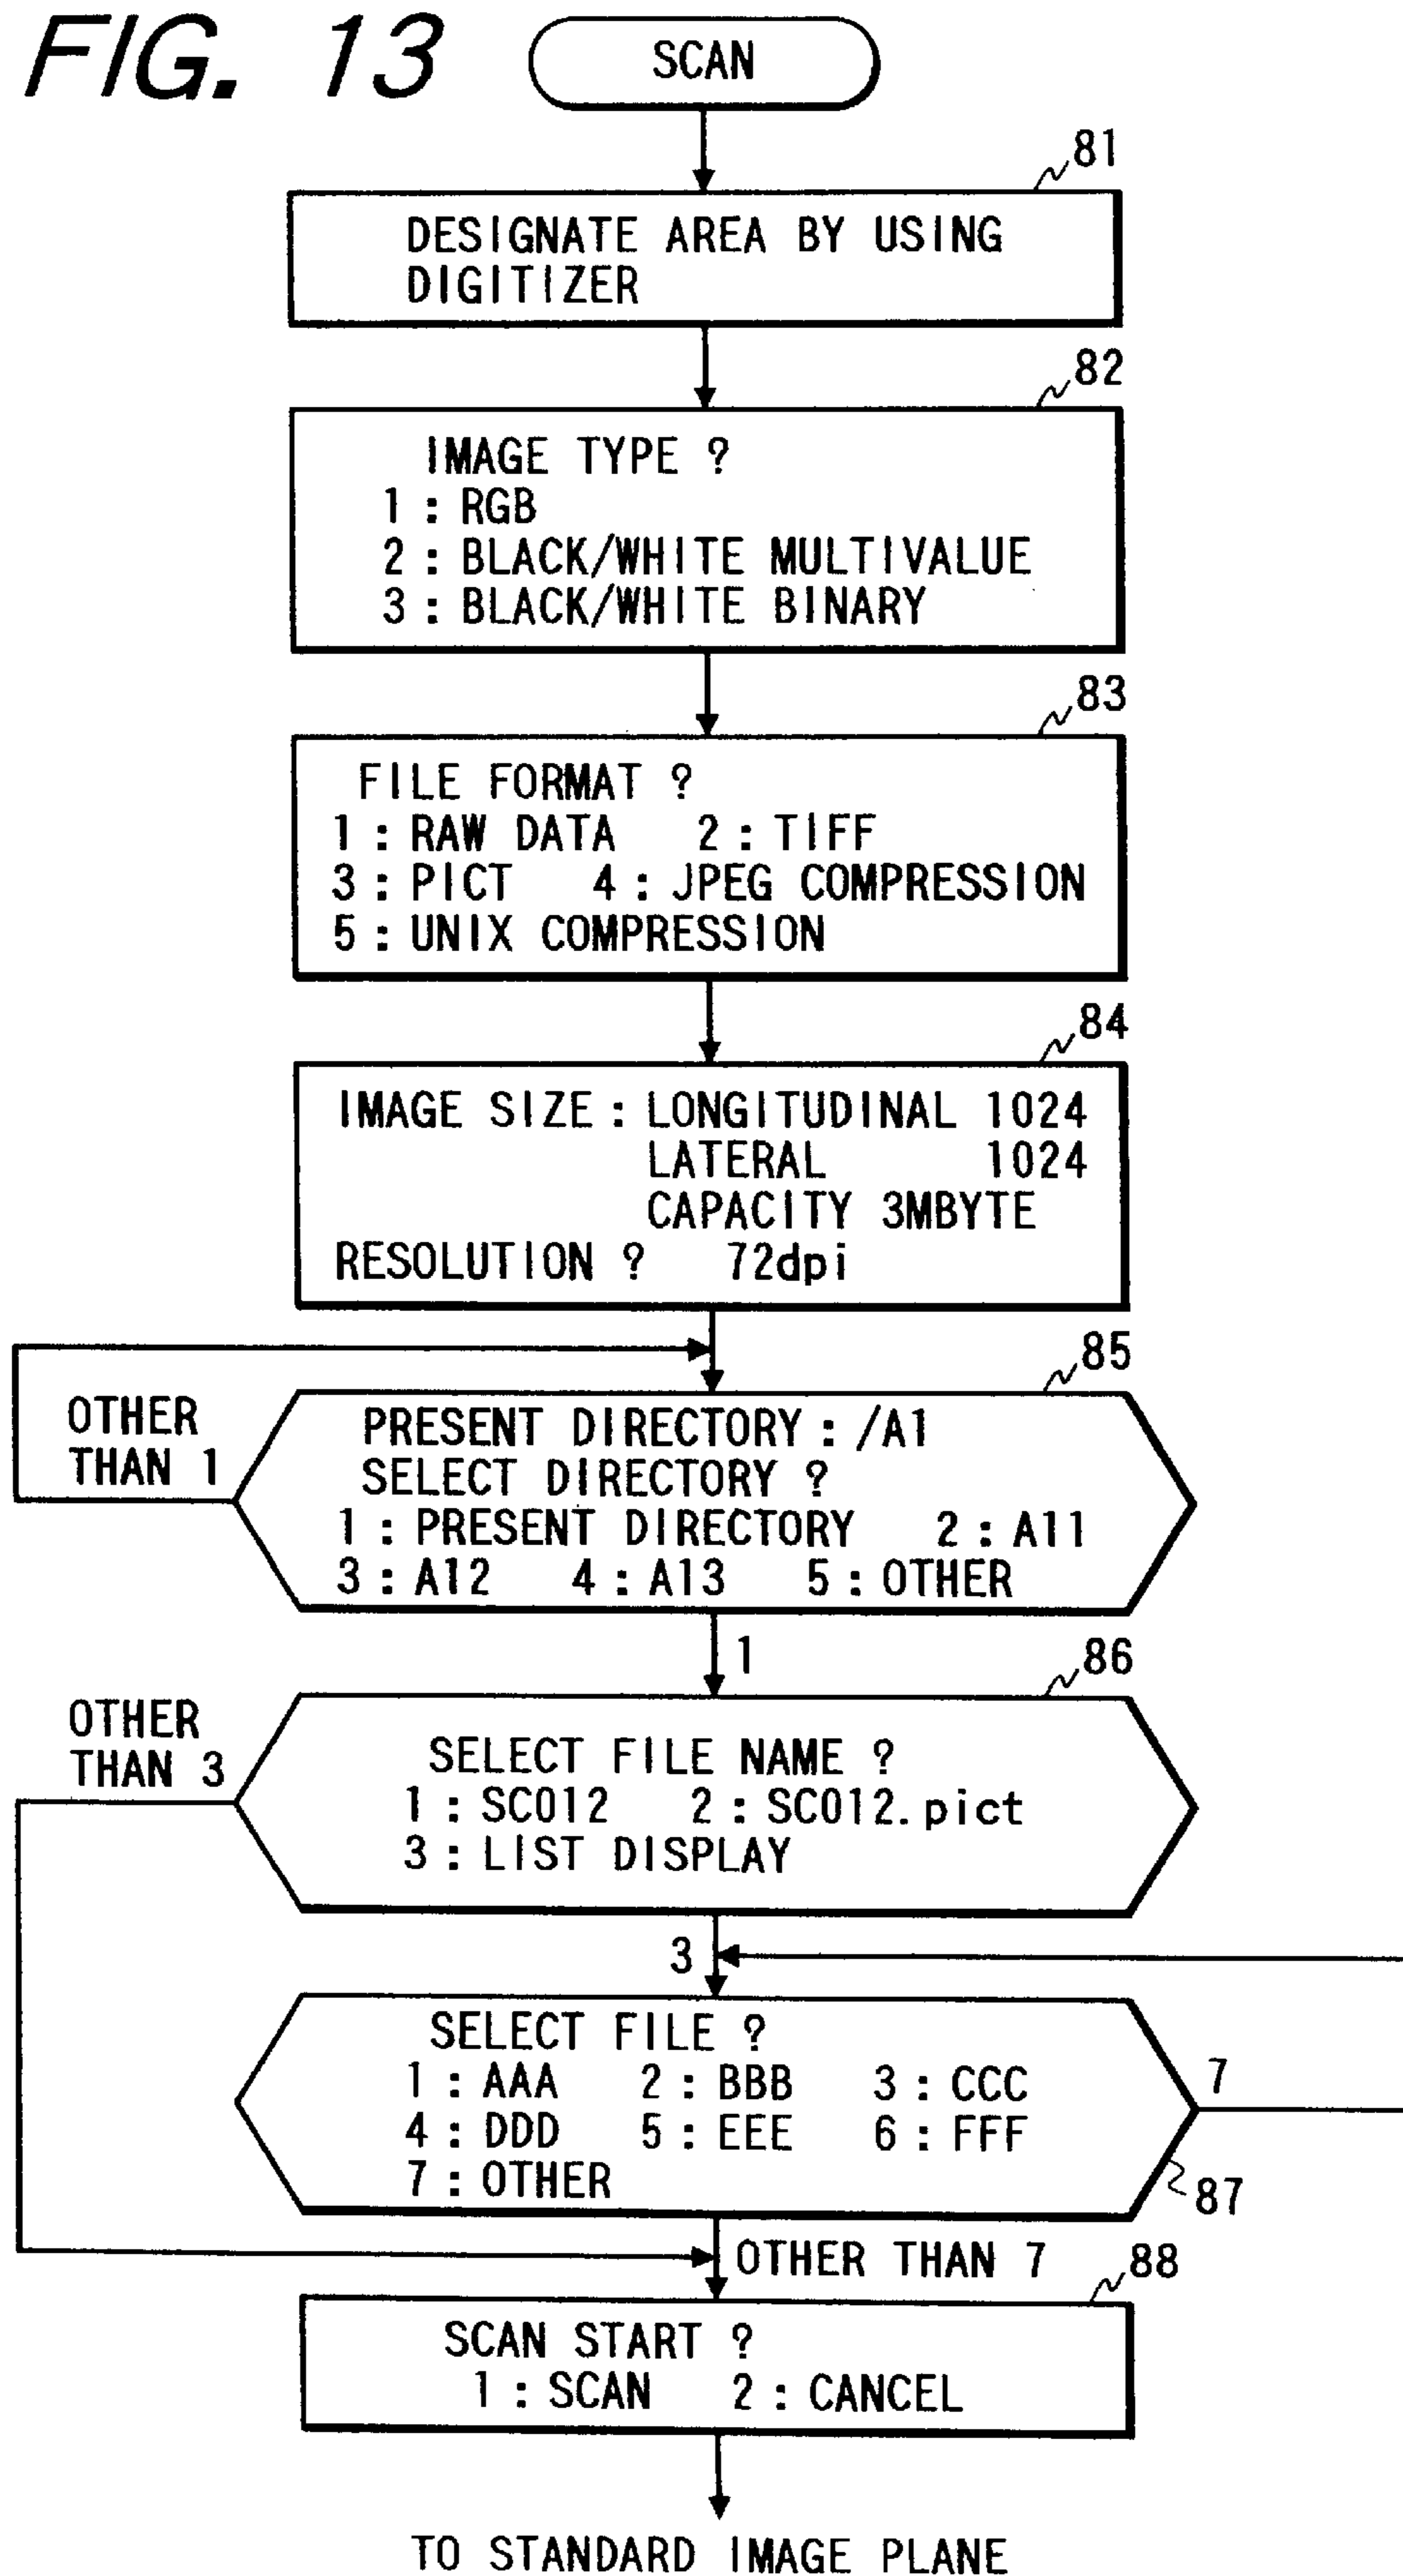 FIG. 13
SCAN
81
DESIGNATE AREA BY USING
DIGITIZER
82
IMAGE TYPE ?
1 : RGB
2 : BLACK/WHITE MULTIVALUE
3 : BLACK/WHITE BINARY
83
FILE FORMAT ?
1 : RAW DATA 2 : TIFF
3 : PICT 4 : JPEG COMPRESSION
5 : UNIX COMPRESSION
84
IMAGE SIZE : LONGITUDINAL 1024
LATERAL 1024
CAPACITY 3MBYTE
RESOLUTION ? 72dpi
85
OTHER
THAN 1
PRESENT DIRECTORY : /A1
SELECT DIRECTORY ?
1 : PRESENT DIRECTORY 2 : A11
3 : A12 4 : A13 5 : OTHER
1
86
OTHER
THAN 3
SELECT FILE NAME ?
1 : SC012 2 : SC012.pict
3 : LIST DISPLAY
3
SELECT FILE ?
1 : AAA 2 : BBB 3 : CCC
4 : DDD 5 : EEE 6 : FFF
7 : OTHER
7
87
OTHER THAN 7
88
SCAN START ?
1 : SCAN 2 : CANCEL
TO STANDARD IMAGE PLANE